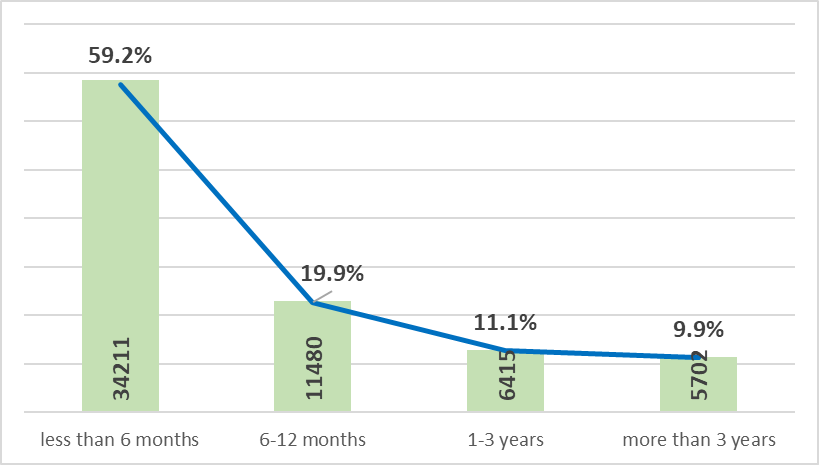 59.2%
19.9%
11.1%
9.9%
34211
11480
6415
5702
less than 6 months
6-12 months
1-3 years
more than 3 years